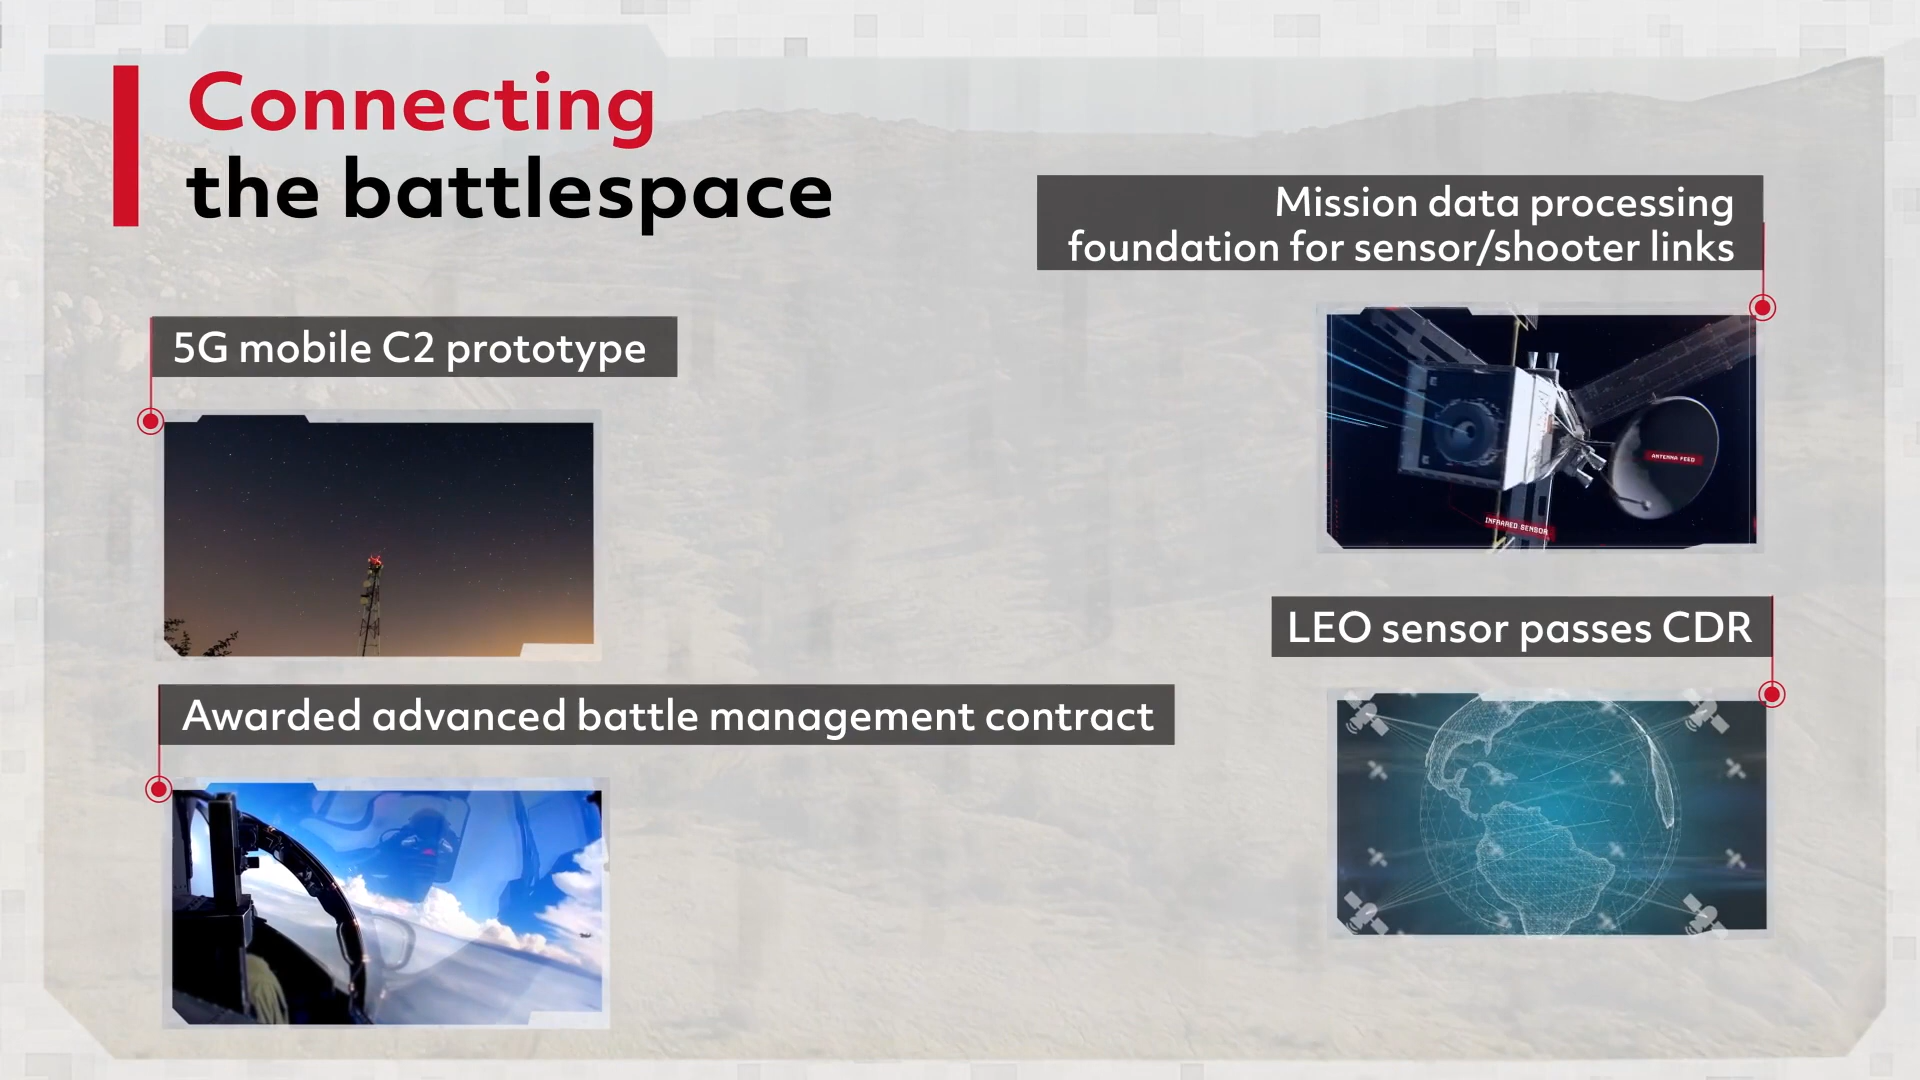 Connecting
the battlespace
Mission data processing
foundation for sensor/shooter links
5G mobile C2 prototype
ANTENNA FEED
INFRARED SENSOR
LEO sensor passes CDR
Awarded advanced battle management contract